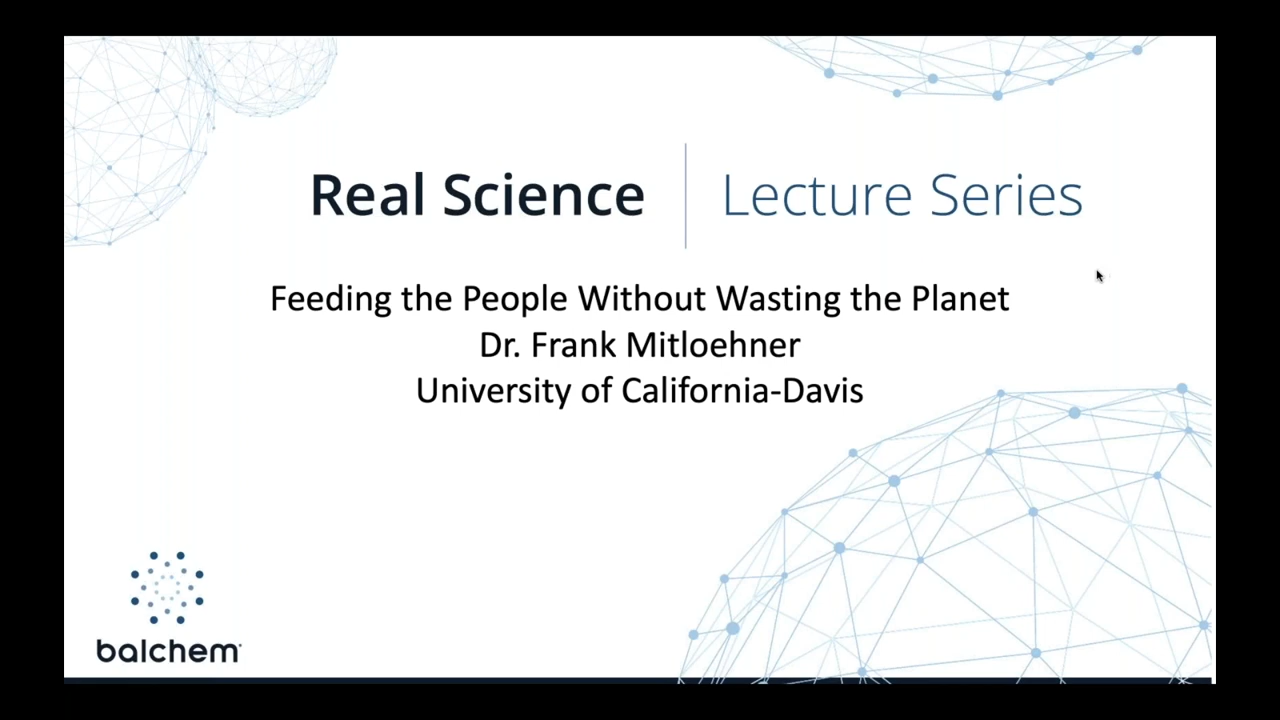 Real Science | Lecture Series
Feeding the People Without Wasting the Planet
Dr. Frank Mitloehner
University of California-Davis
balchem